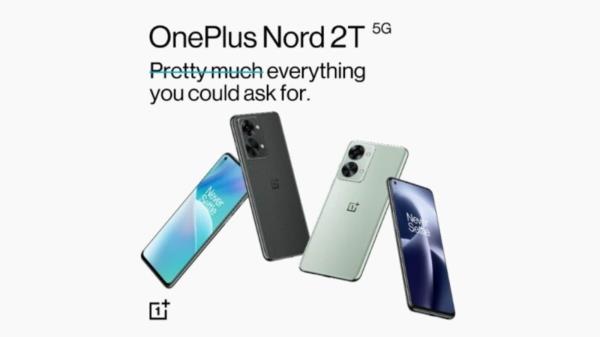 OnePlus Nord 2T 5G
Pretty much everything
you could ask for.
Never
Settle
Never
Settle